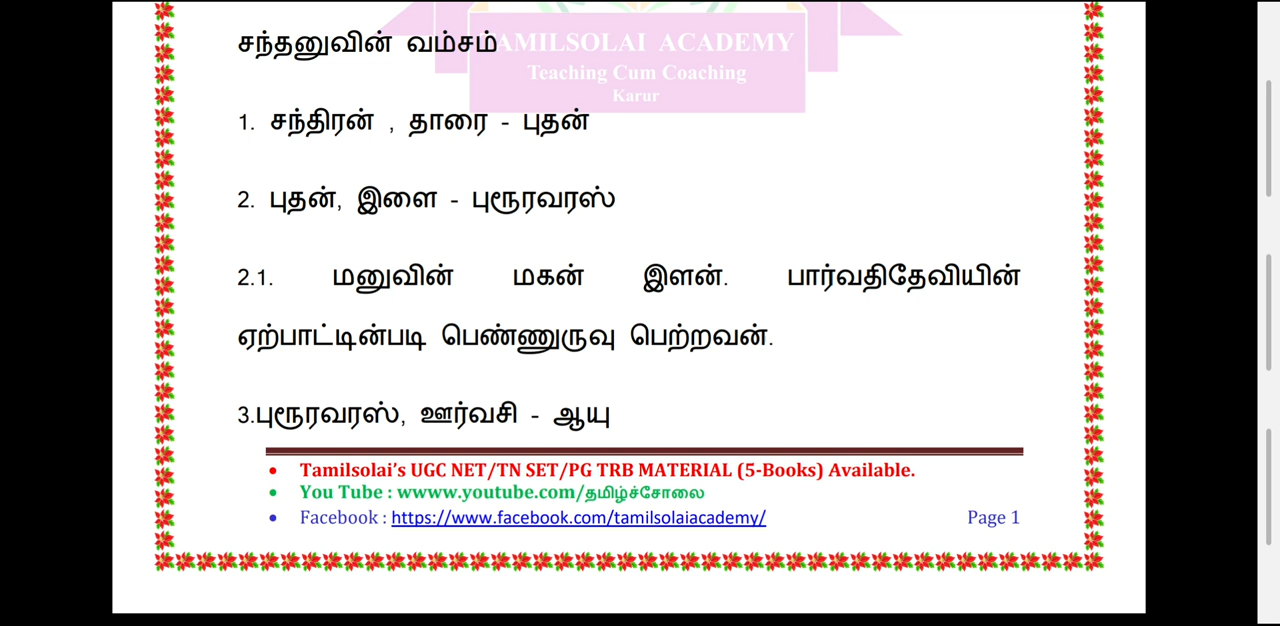 சந்தனுவின் வம்சம்
AMILSOLAI ACADEMY
Teaching Cum Coaching
Karur
1. சந்திரன் , தாரை - புதன்
2. புதன், இளை - புரூரவரஸ்
2.1. மனுவின் மகன் இளன். பார்வதிதேவியின்
ஏற்பாட்டின்படி பெண்ணுருவு பெற்றவன்.
3.புரூரவரஸ், ஊர்வசி - ஆயு
• Tamilsolai's UGC NET/TN SET/PG TRB MATERIAL (5-Books) Available.
• You Tube : wwww.youtube.com/தமிழ்ச்சோலை
• Facebook : https://www.facebook.com/tamilsolaiacademy/ Page 1